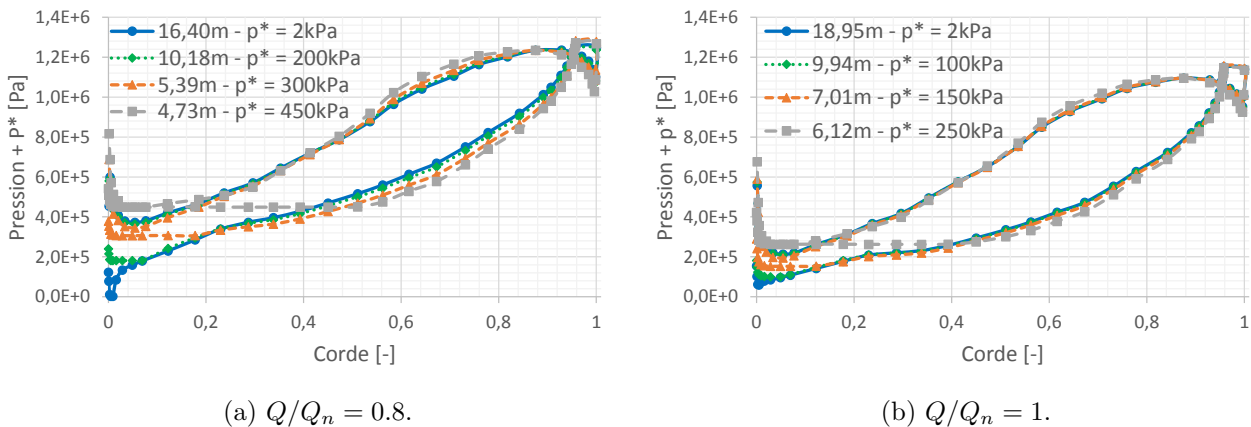 1,4E+6
1,2E+6
1,0E+6
8,0E+5
6,0E+5
4,0E+5
2,0E+5
0,0E+0
Pression + P* [Pa]
16,40m - p* = 2kPa
10,18m - p* = 200kPa
5,39m - p* = 300kPa
4,73m - p* = 450kPa
0
0,2
0,4
0,6
0,8
1
Corde [-]
(a) Q/Qn = 0.8.
1,4E+6
1,2E+6
1,0E+6
8,0E+5
6,0E+5
4,0E+5
2,0E+5
0,0E+0
Pression + P* [Pa]
18,95m - p* = 2kPa
9,94m - p* = 100kPa
7,01m - p* = 150kPa
6,12m - p* = 250kPa
0
0,2
0,4
0,6
0,8
1
Corde [-]
(b) Q/Qn = 1.